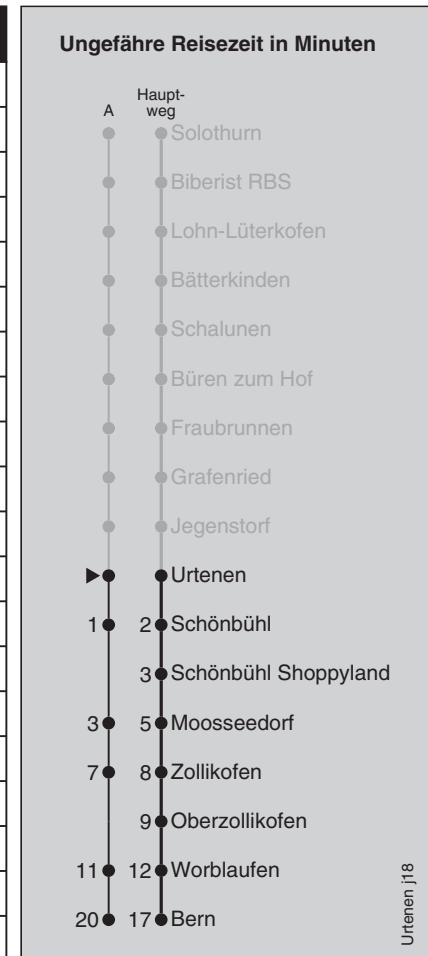 Ungefähre Reisezeit in Minuten
Haupt-
A weg
Solothurn
Biberist RBS
Lohn-Lüterkofen
Bätterkinden
Schalunen
Büren zum Hof
Fraubrunnen
Grafenried
Jegenstorf
Urtenen
1 2 Schönbühl
3 Schönbühl Shoppyland
3 5 Moosseedorf
7 8 Zollikofen
9 Oberzollikofen
11 12 Worblaufen
20 17 Bern
Urtenen j18